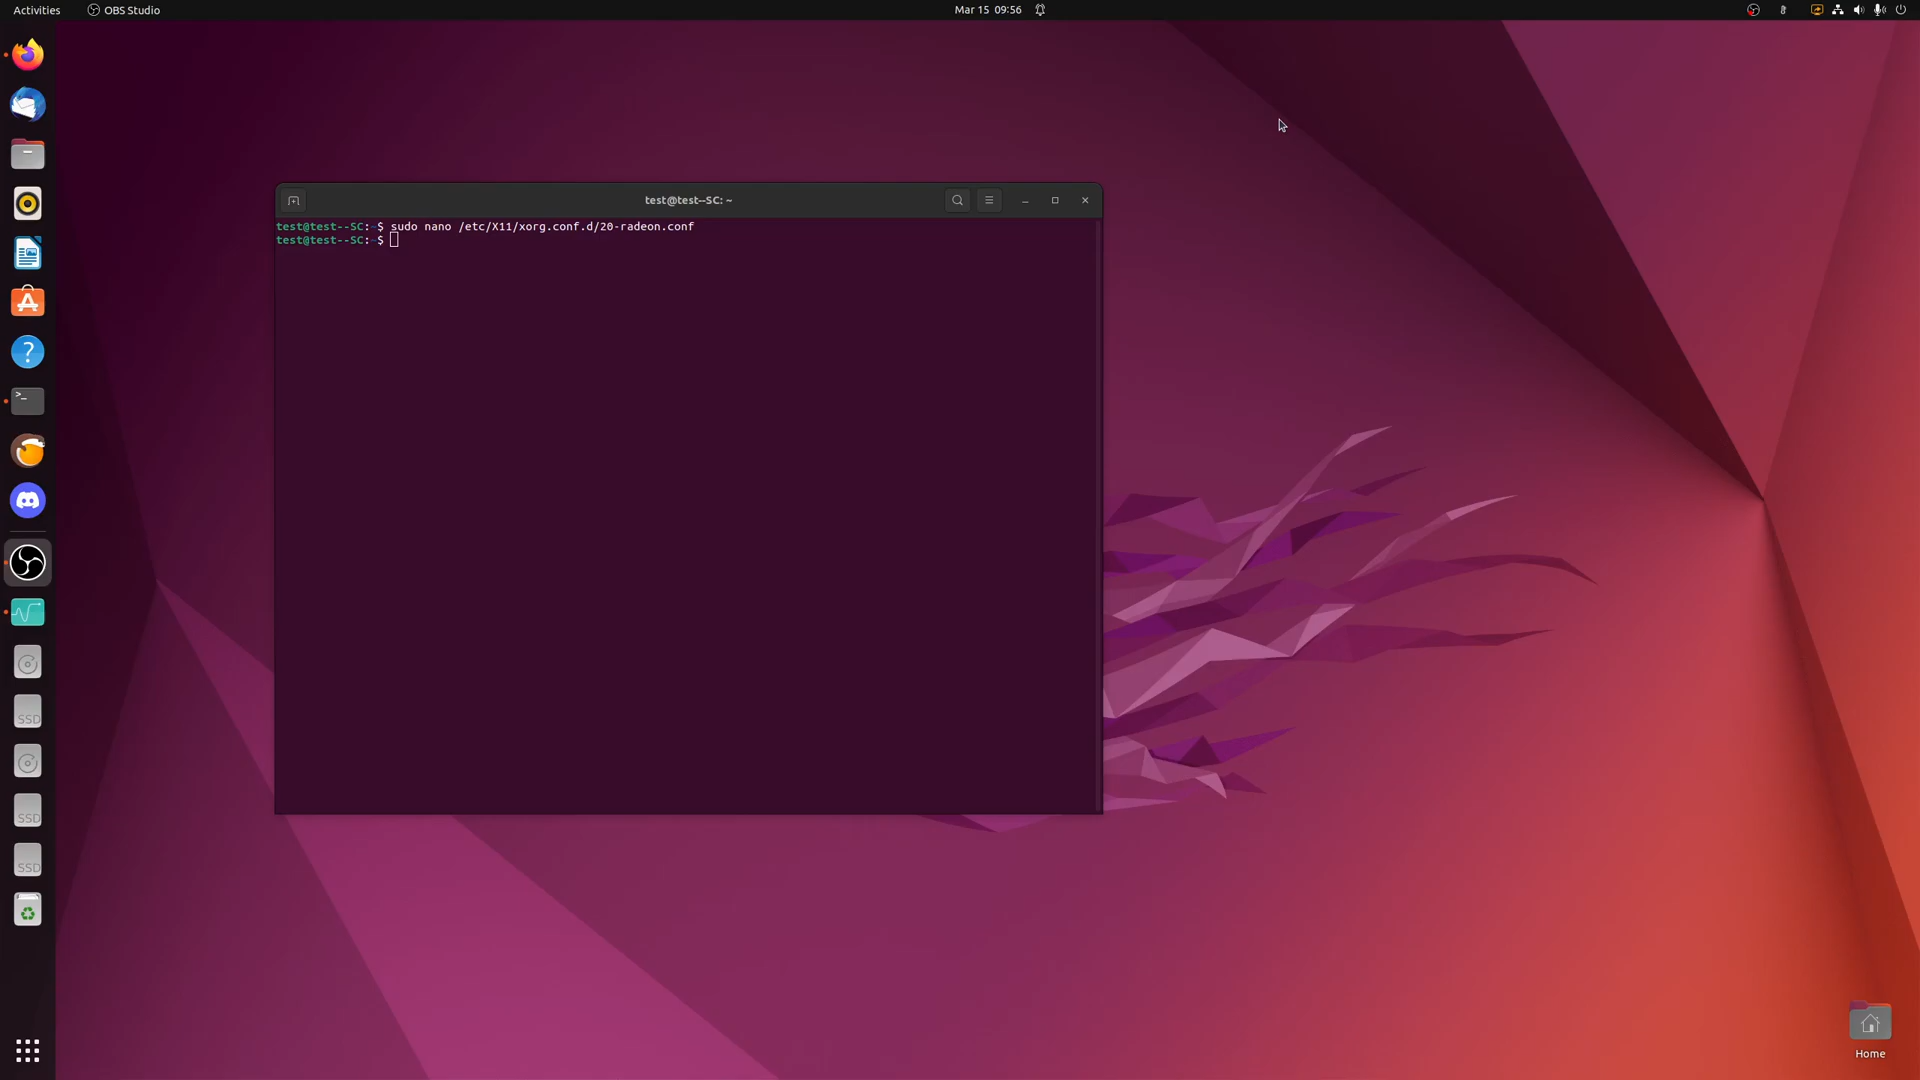 Activities
OBS Studio
Mar 15 09:56
test@test--SC: ~
test@test--SC:~$ sudo nano /etc/X11/xorg.conf.d/20-radeon.conf
test@test--SC:~$
SSD
SSD
SSD
Home